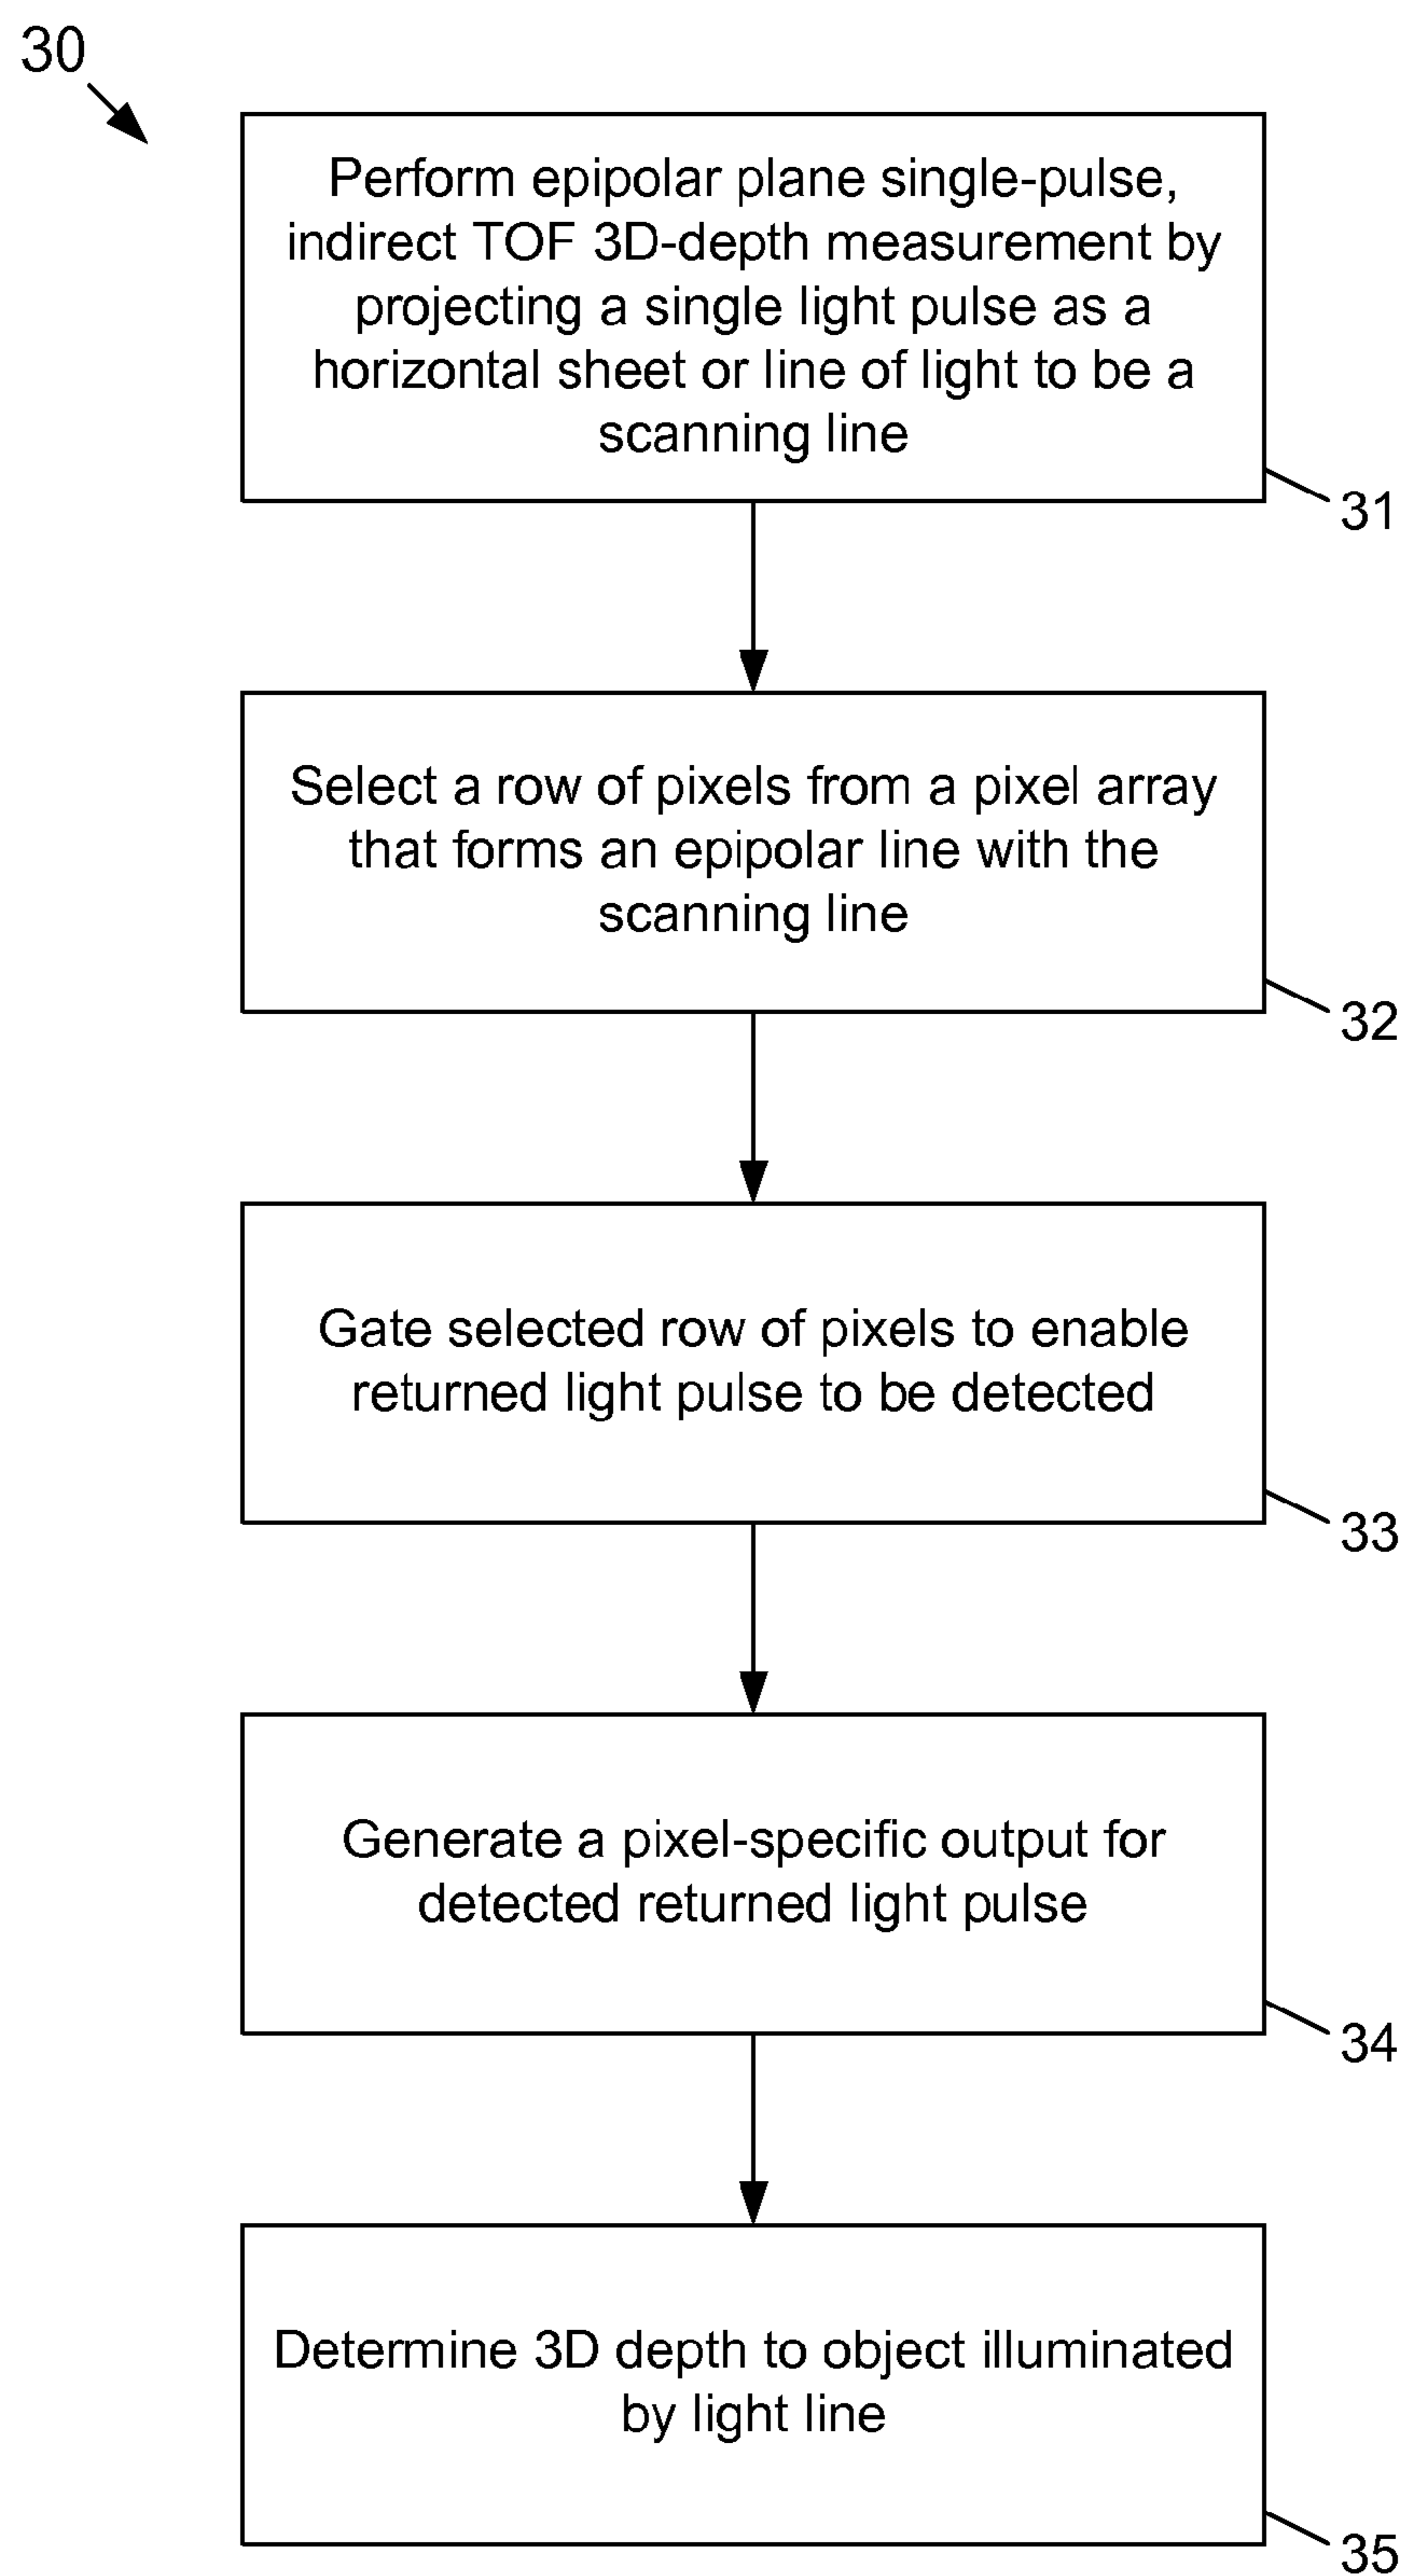 30
Perform epipolar plane single-pulse,
indirect TOF 3D-depth measurement by
projecting a single light pulse as a
horizontal sheet or line of light to be a
scanning line
31
Select a row of pixels from a pixel array
that forms an epipolar line with the
scanning line
32
Gate selected row of pixels to enable
returned light pulse to be detected
33
Generate a pixel-specific output for
detected returned light pulse
34
Determine 3D depth to object illuminated
by light line
35